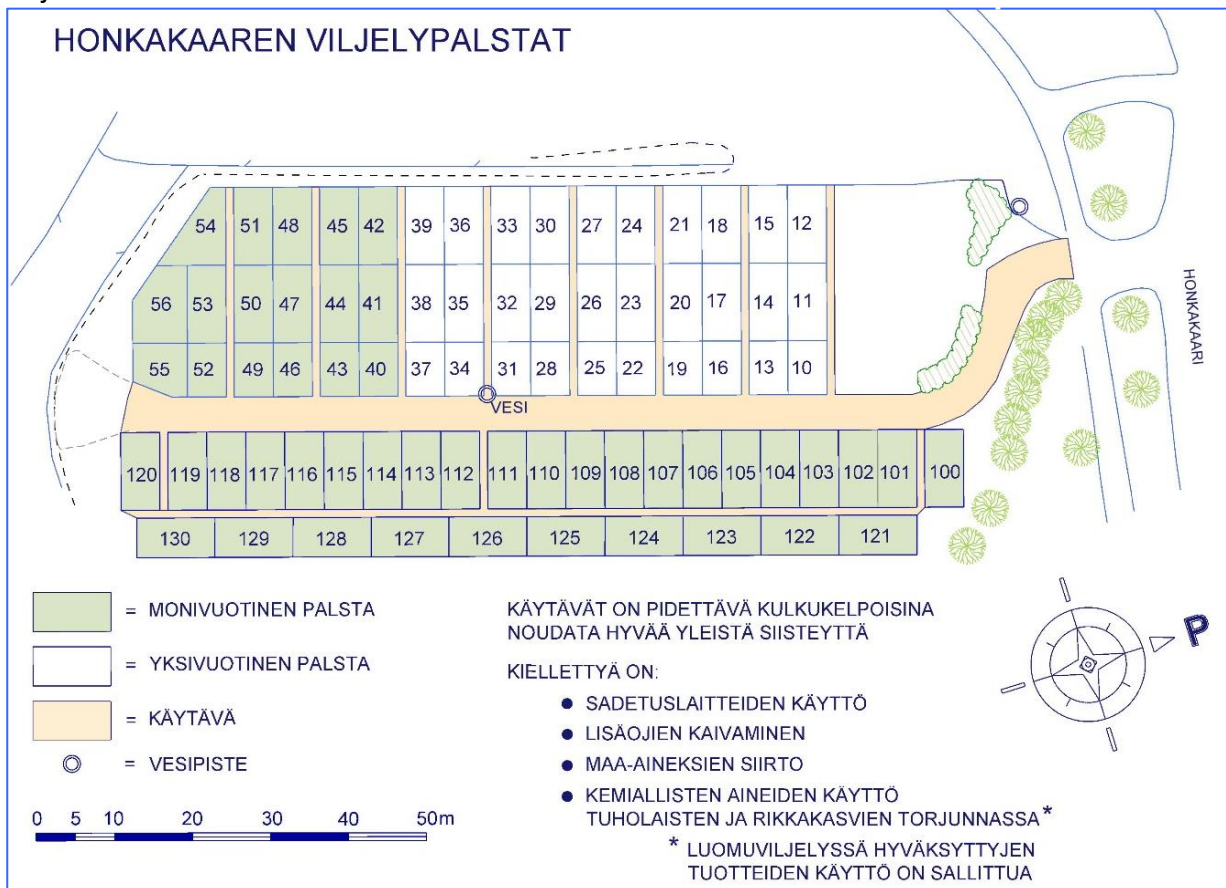 HONKAKAAREN VILJELYPALSTAT
54 51 48 45 42 39 36 33 30 27 24 21 18 15 12
56 53 50 47 44 41 38 35 32 29 26 23 20 17 14 11
55 52 49 46 43 40 37 34 31 28 25 22 19 16 13 10
HONKAKAARI
VESI
120 119 118 117 116 115 114 113 112 111 110 109 108 107 106 105 104 103 102 101 100
130 129 128 127 126 125 124 123 122 121
= MONIVUOTINEN PALSTA
= YKSIVUOTINEN PALSTA
= KÄYTÄVÄ
= VESIPISTE
0 5 10 20 30 40 50m
KÄYTÄVÄT ON PIDETTÄVÄ KULKUKELPOISINA
NOUDATA HYVÄÄ YLEISTÄ SIISTEYTTÄ
KIELLETTYÄ ON:
● SADETUSLAITTEIDEN KÄYTTÖ
● LISÄOJIEN KAIVAMINEN
● MAA-AINEKSIEN SIIRTO
● KEMIALLISTEN AINEIDEN KÄYTTÖ
TUHOLAISTEN JA RIKKAKASVIEN TORJUNNASSA *
* LUOMUVILJELYSSÄ HYVÄKSYTTYJEN
TUOTTEIDEN KÄYTTÖ ON SALLITTUA
P